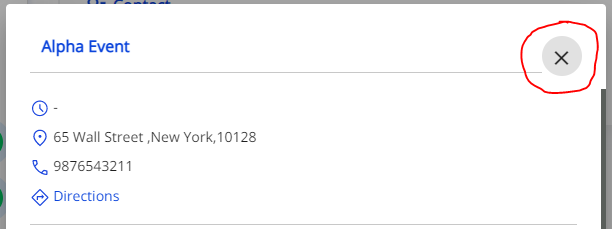 Alpha Event
-
65 Wall Street ,New York,10128
9876543211
Directions